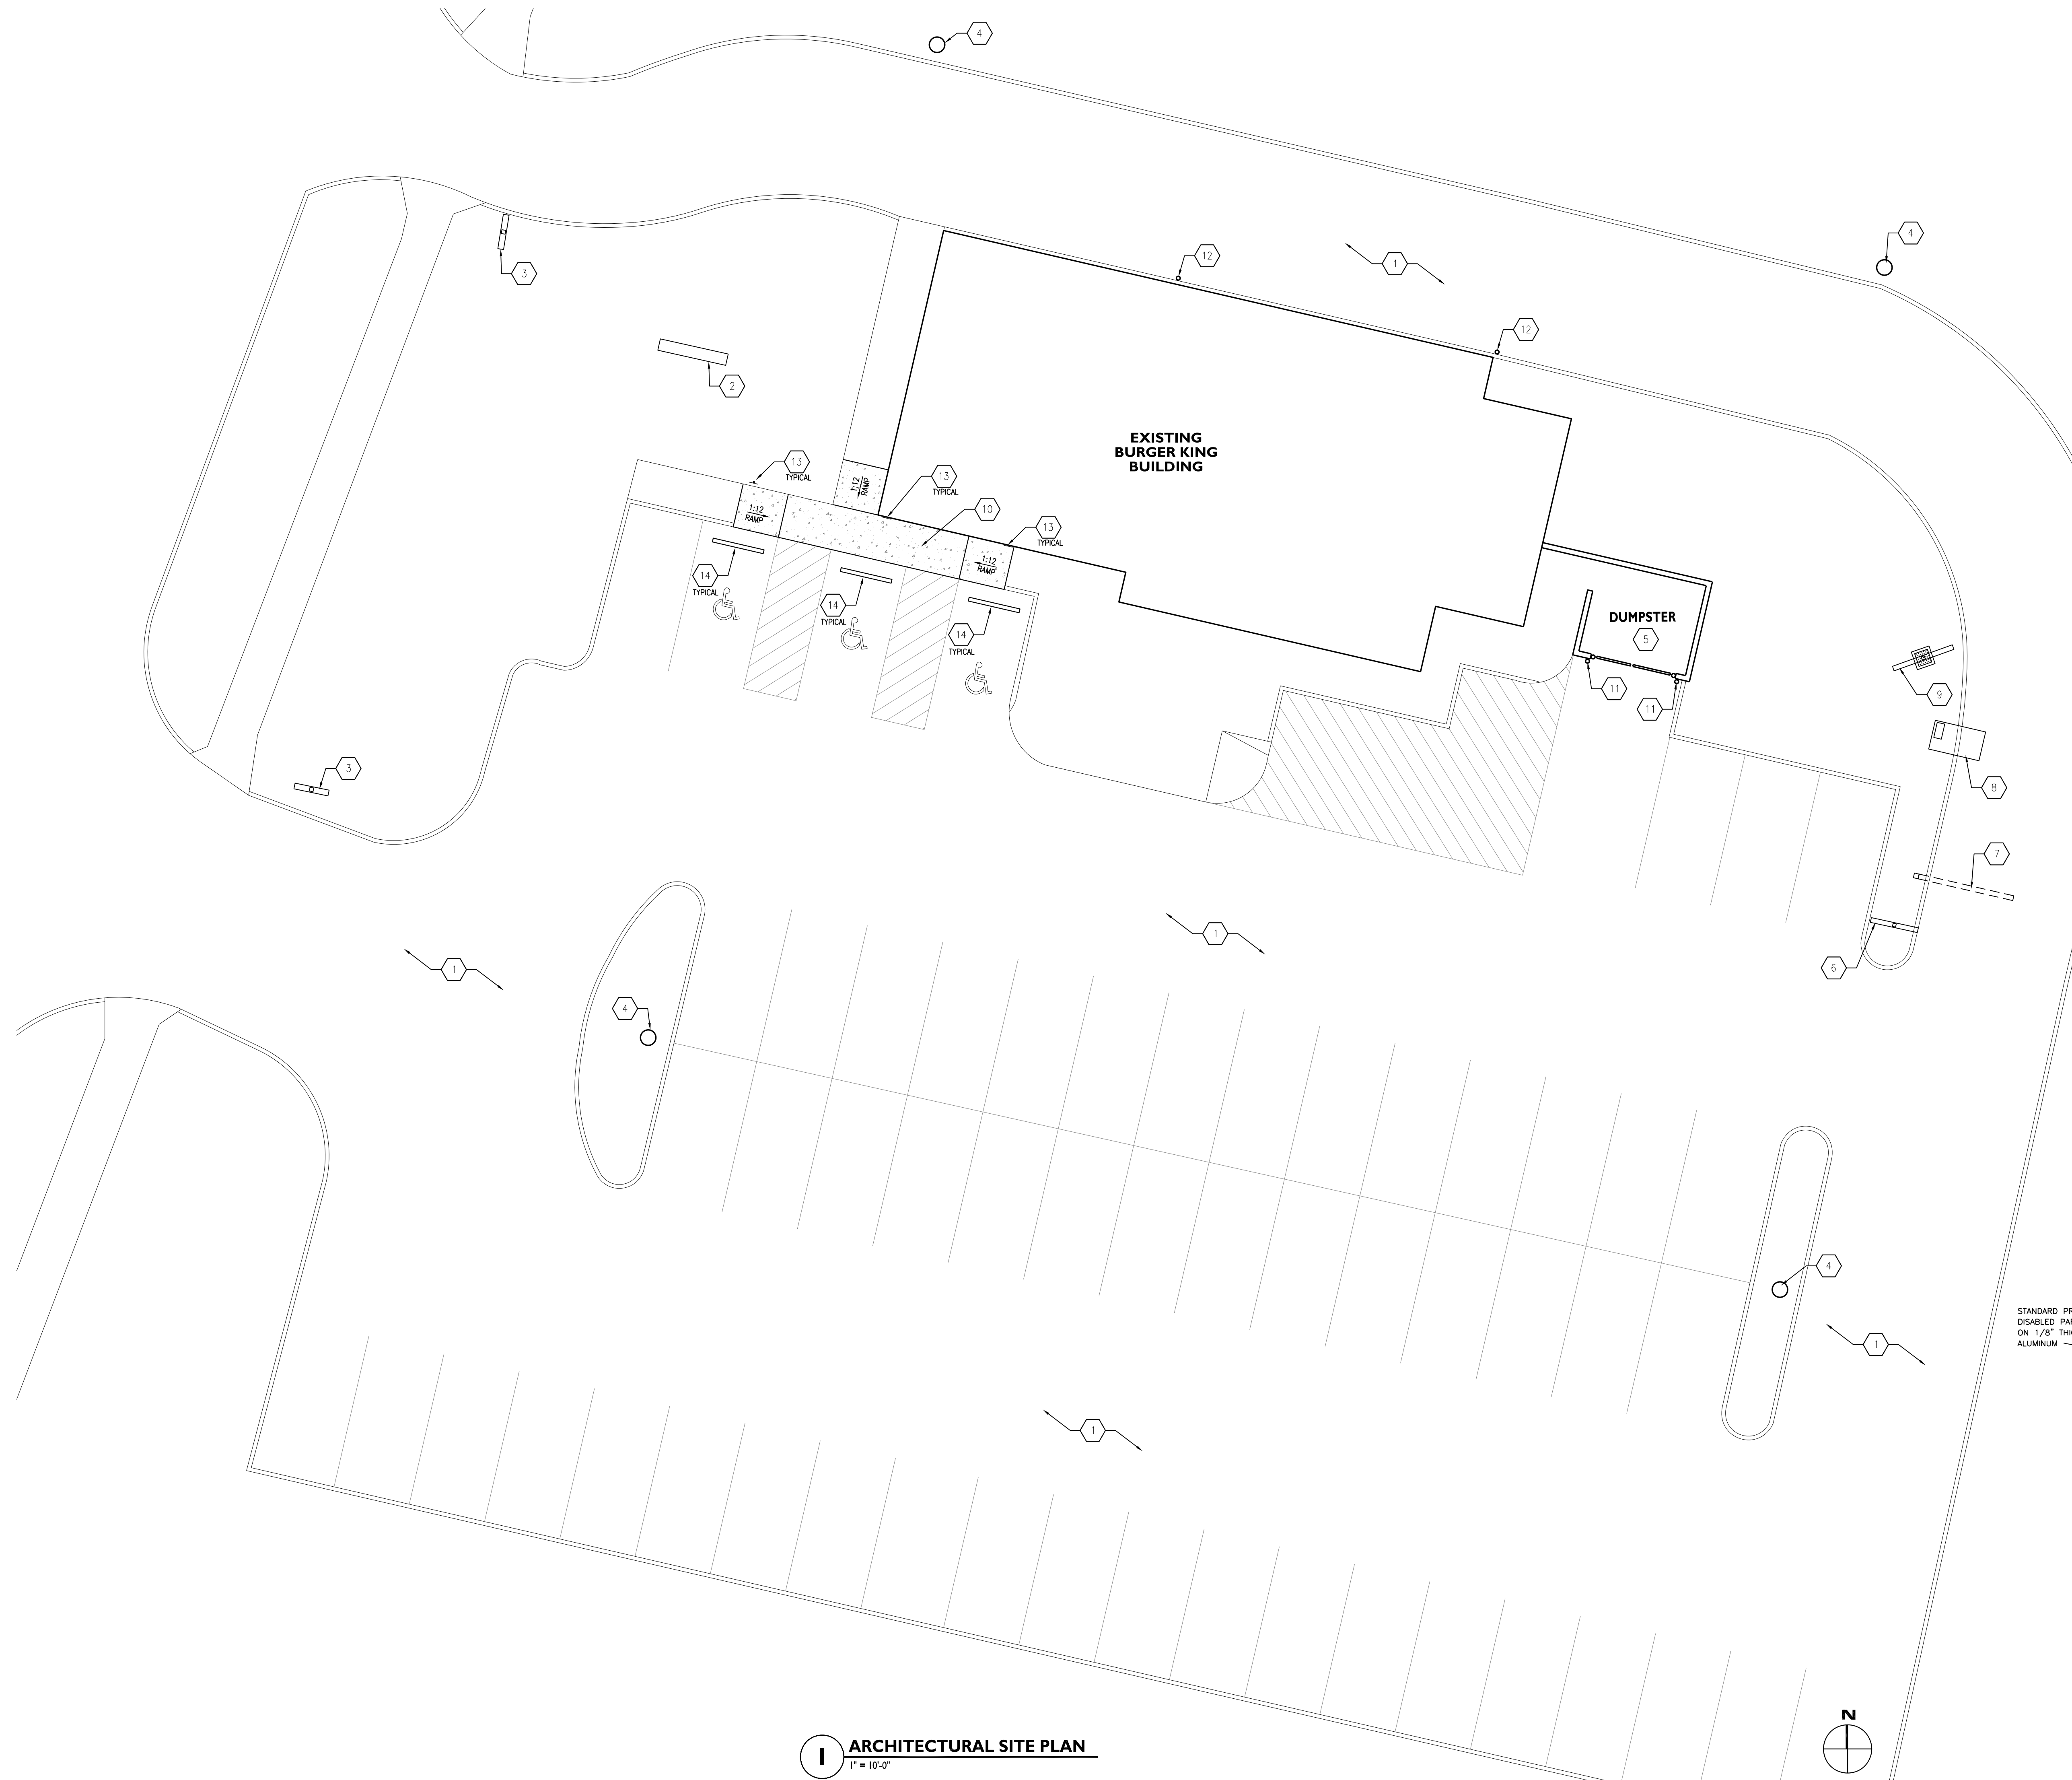 4
4
3
12
1
12
2
EXISTING
BURGER KING
BUILDING
13
TYPICAL
13
TYPICAL
1:12
RAMP
10
1:12
RAMP
13
TYPICAL
1:12
RAMP
14
TYPICAL
14
TYPICAL
14
TYPICAL
DUMPSTER
5
11
11
9
3
8
7
1
1
6
4
4
STANDARD
DISABLED
ON 1/8"
ALUMINUM
1
1
N
1
ARCHITECTURAL SITE PLAN
1" = 10'-0"